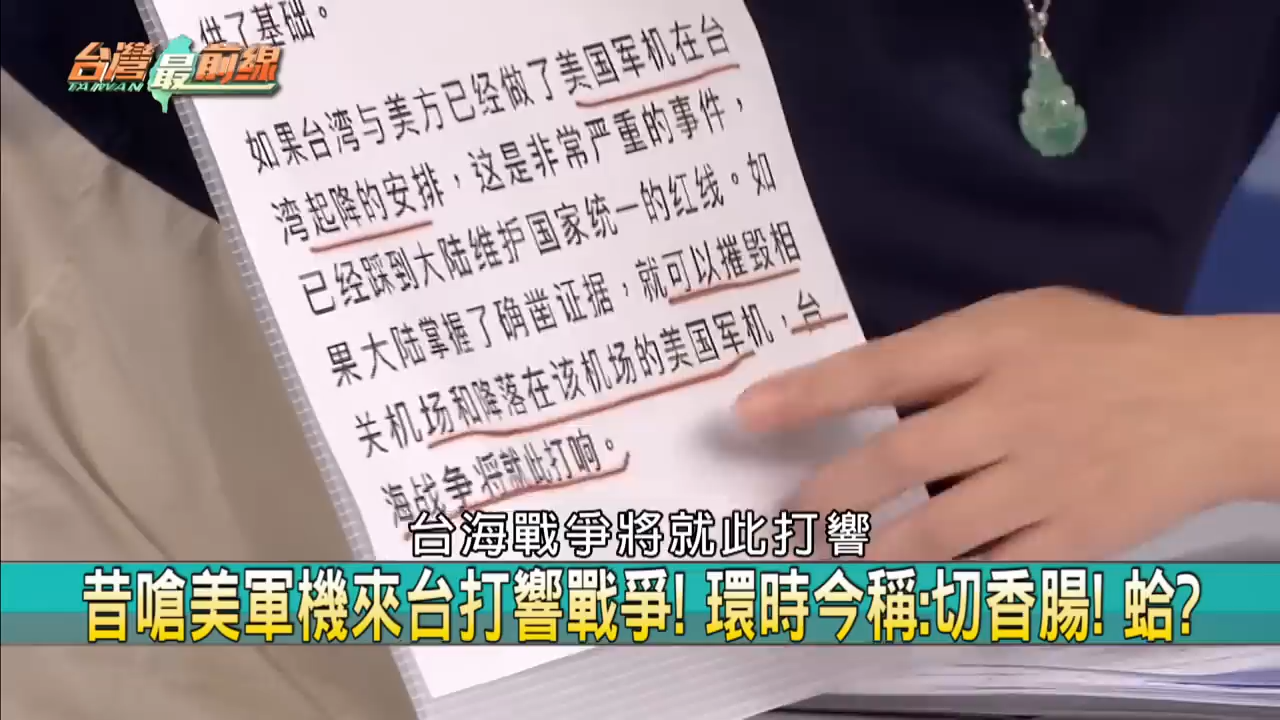 供了基础。
台灣最前線
TAIWAN
如果台湾与美方已经做了美国军机在台
湾起降的安排，这是非常严重的事件，
已经踩到大陆维护国家统一的红线。如
果大陆掌握了确凿证据，就可以摧毁相
关机场和降落在该机场的美国军机，台
海战争将就此打响。
台海戰爭將就此打響
昔嗆美軍機來台打響戰爭! 環時今稱:切香腸! 蛤?